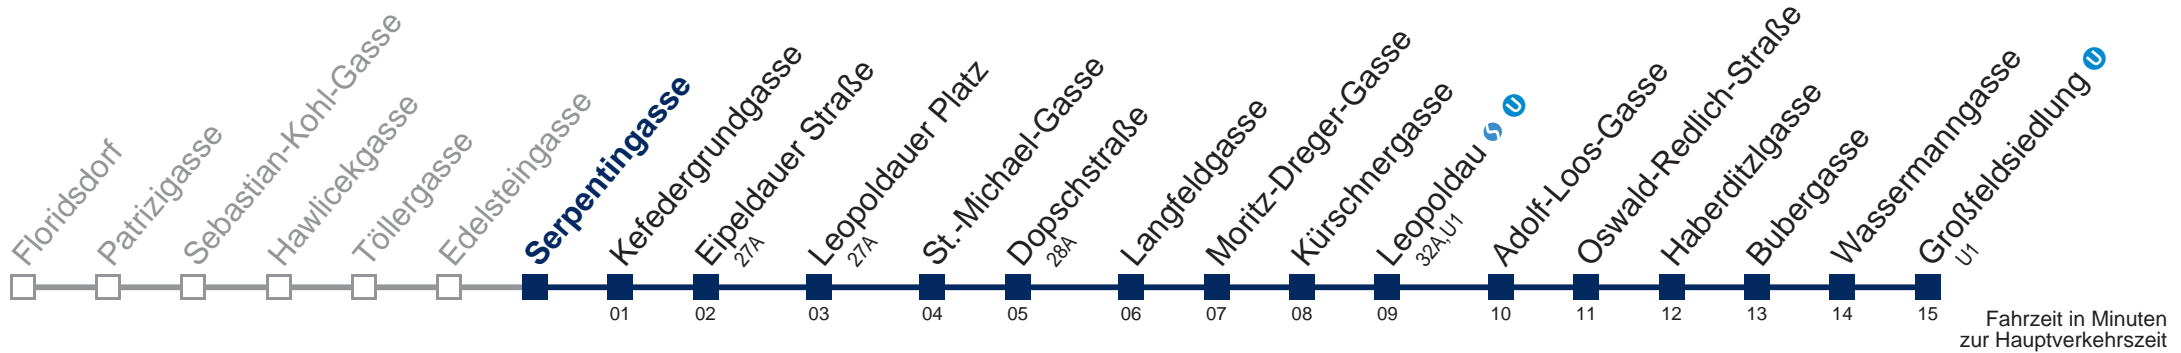 Floridsdorf
Patrizigasse
Sebastian-Kohl-Gasse
Hawlicekgasse
Töllergasse
Edelsteingasse
Serpentingasse
Kefedergrundgasse
Eipeldauer Straße
27A
Leopoldauer Platz
27A
St.-Michael-Gasse
Dopschstraße
28A
Langfeldgasse
Moritz-Dreger-Gasse
Kürschnergasse
Leopoldau U
32A,U1
Adolf-Loos-Gasse
Oswald-Redlich-Straße
Haberditzlgasse
Bubergasse
Wassermanngasse
Großfeldsiedlung U
U1
01 02 03 04 05 06 07 08 09 10 11 12 13 14 15
Fahrzeit in Minuten
zur Hauptverkehrszeit